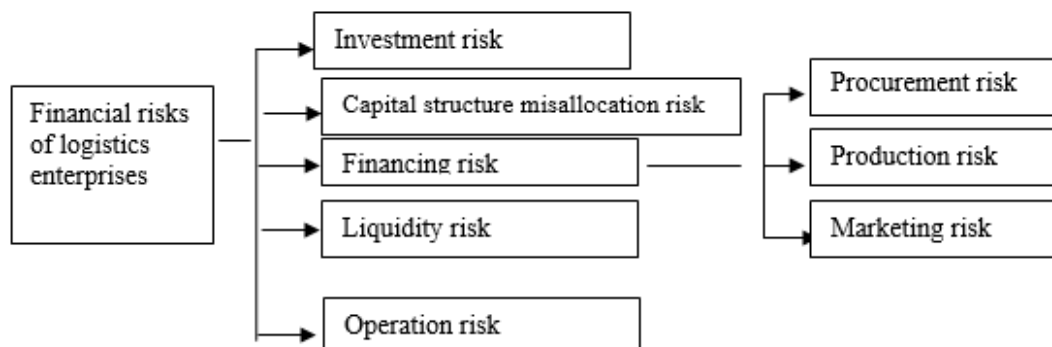 Investment risk
Financial risks
of logistics
enterprises
Capital structure misallocation risk
Financing risk
Liquidity risk
Operation risk
Procurement risk
Production risk
Marketing risk